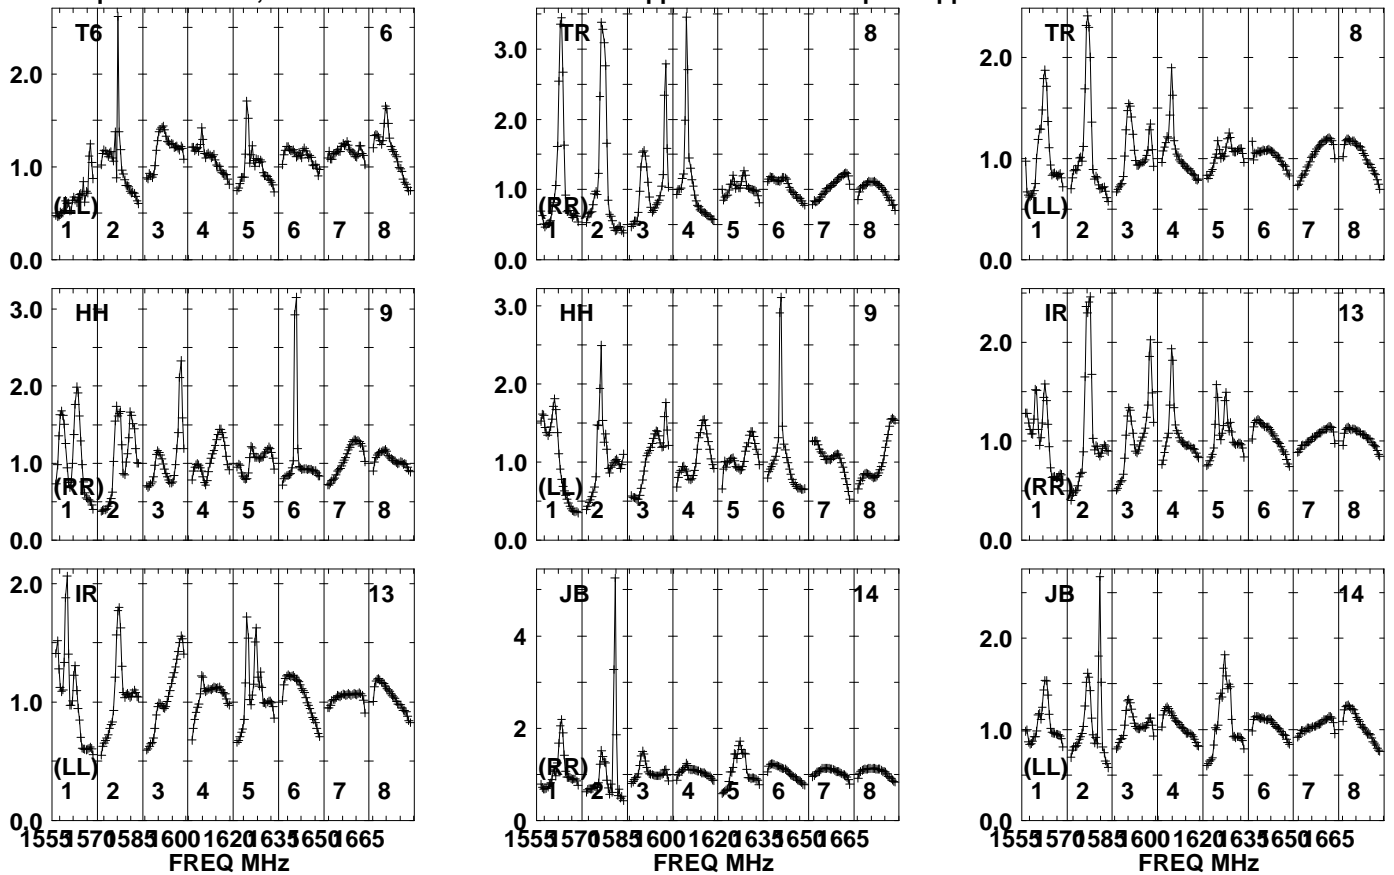 T6 6 TR 8 TR 8
2.0 3.0 2.0
2.0
1.0 1.0 1.0
(LL) (RR) (LL)
1 2 3 4 5 6 7 8 1 2 3 4 5 6 7 8 1 2 3 4 5 6 7 8
0.0 0.0 0.0
HH 9 HH 9 IR 13
3.0 3.0
2.0 2.0 2.0
1.0 1.0 1.0
(RR) (LL) (RR)
1 2 3 4 5 6 7 8 1 2 3 4 5 6 7 8 1 2 3 4 5 6 7 8
0.0 0.0 0.0
IR 13 JB 14 JB 14
2.0 4 2.0
1.0 2 1.0
(LL) (RR) (LL)
1 2 3 4 5 6 7 8 1 2 3 4 5 6 7 8 1 2 3 4 5 6 7 8
0.0 0 0.0
1555 1570 1585 1600 1620 1635 1650 1665 1555 1570 1585 1600 1620 1635 1650 1665 1555 1570 1585 1600 1620 1635 1650 1665
FREQ MHz FREQ MHz FREQ MHz